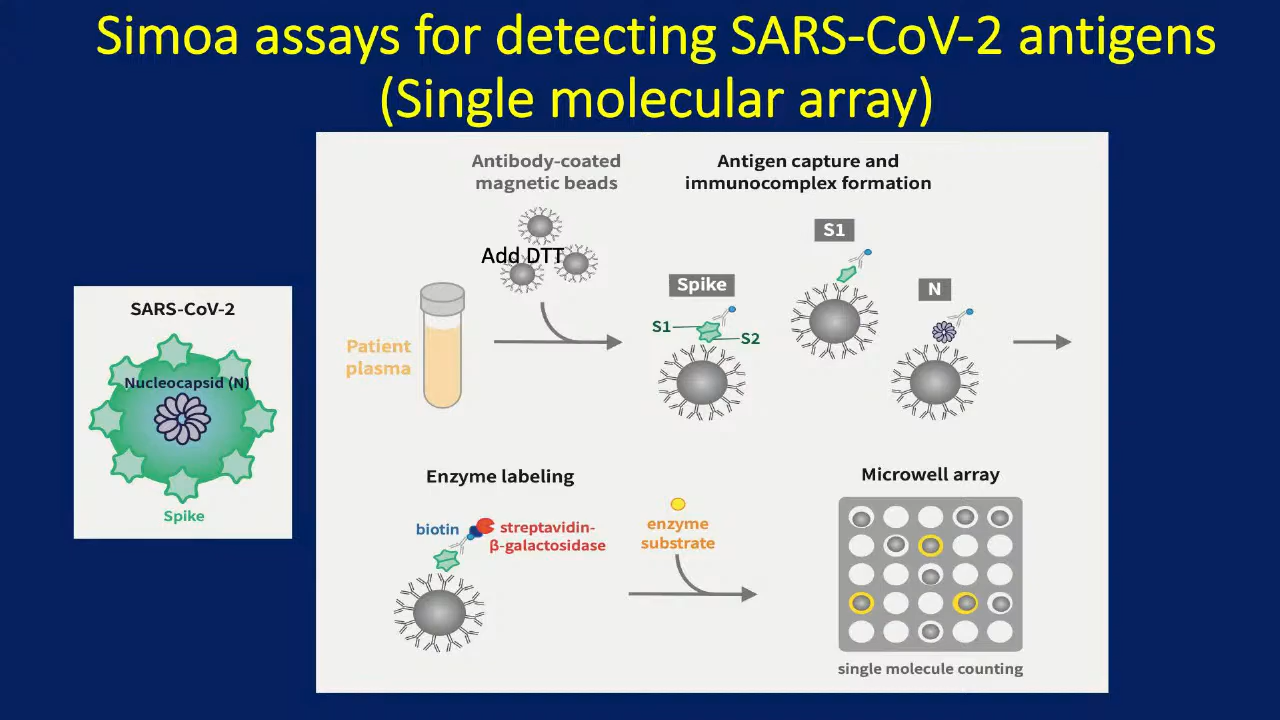 Simoa assays for detecting SARS-CoV-2 antigens
(Single molecular array)
SARS-CoV-2
Nucleocapsid (N)
Spike
Antibody-coated
magnetic beads
Add DTT
Patient
plasma
Antigen capture and
immunocomplex formation
Spike
S1
S2
S1
N
Enzyme labeling
biotin
streptavidin-
β-galactosidase
enzyme
substrate
Microwell array
single molecule counting